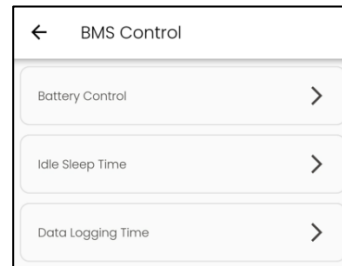 BMS Control
Battery Control
Idle Sleep Time
Data Logging Time